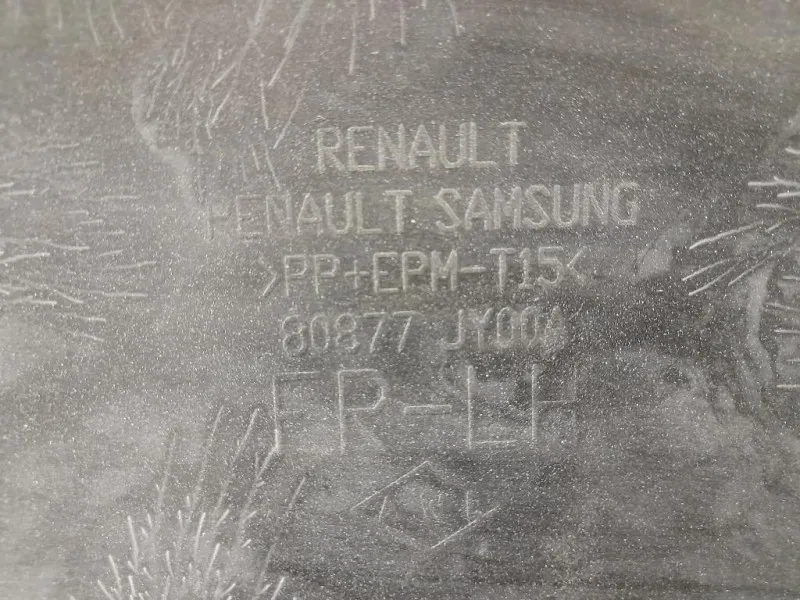 RENAULT
RENAULT SAMSUNG
>PP+EPM-T15<
80877 JY00A
FR-LH